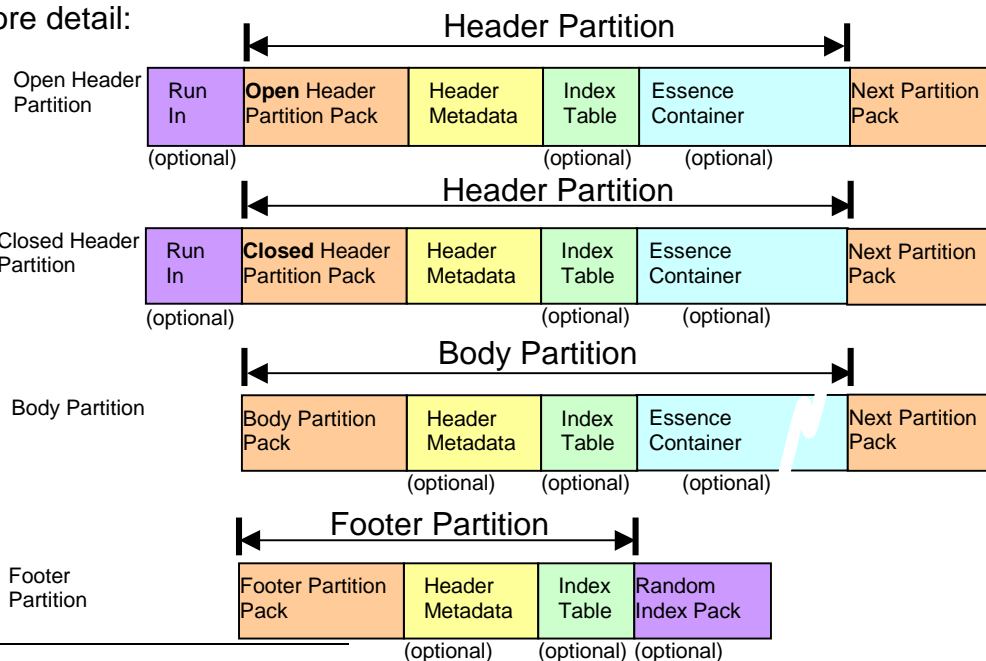 ore detail:
Header Partition
Open Header
Partition
Run
In
Open Header
Partition Pack
Header
Metadata
Index
Table
Essence
Container
Next Partition
Pack
(optional)
(optional)
(optional)
Header Partition
Closed Header
Partition
Run
In
Closed Header
Partition Pack
Header
Metadata
Index
Table
Essence
Container
Next Partition
Pack
(optional)
(optional)
(optional)
Body Partition
Body Partition
Body Partition
Pack
Header
Metadata
Index
Table
Essence
Container
Next Partition
Pack
(optional)
(optional)
(optional)
Footer Partition
Footer
Partition
Footer Partition
Pack
Header
Metadata
Index
Table
Random
Index Pack
(optional)
(optional)
(optional)